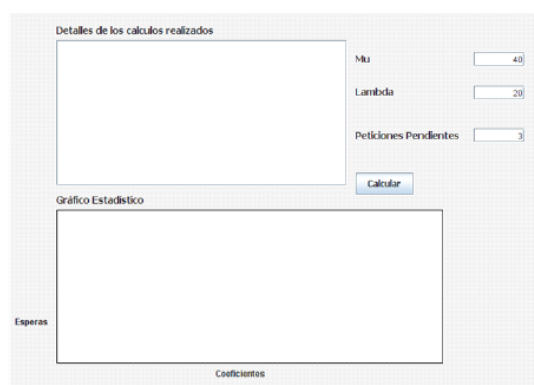 Detalles de los calculos realizados
Mu 40
Lambda 20
Peticiones Pendientes 3
Calcular
Gráfico Estadistico
Esperas
Coeficientes